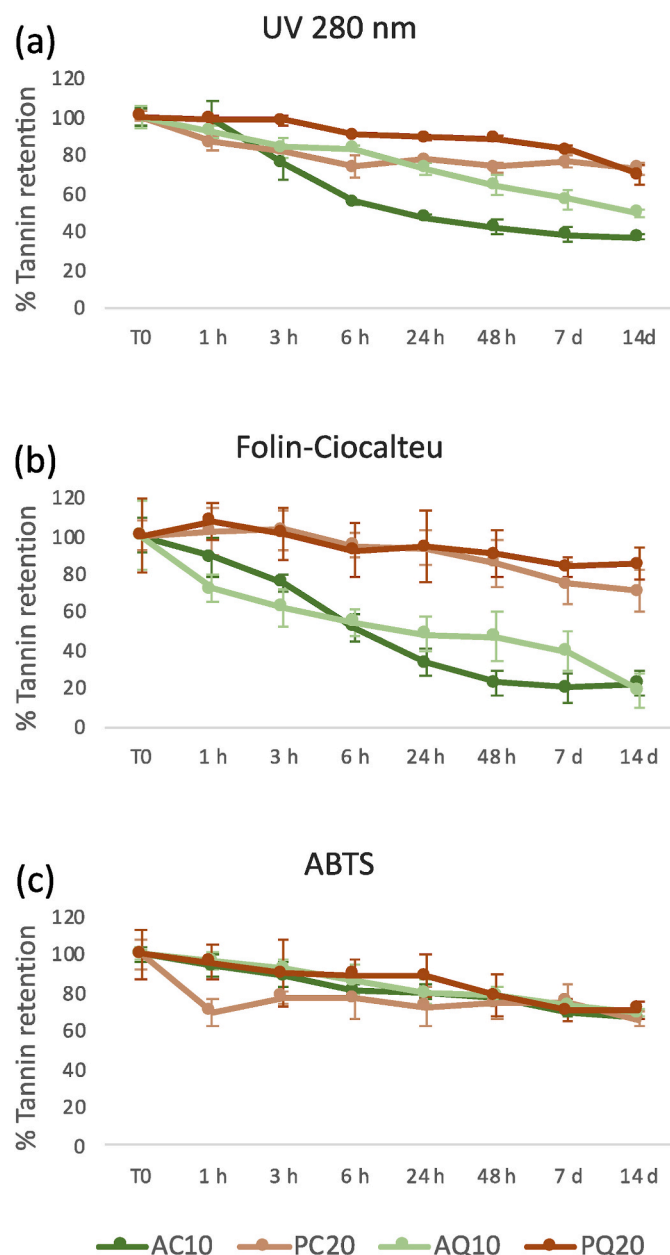 UV 280 nm
(a)
% Tannin retention
120
100
80
60
40
20
0
T0 1 h 3 h 6 h 24 h 48 h 7 d 14d
Folin-Ciocalteu
(b)
% Tannin retention
120
100
80
60
40
20
0
T0 1 h 3 h 6 h 24 h 48 h 7 d 14 d
ABTS
(c)
% Tannin retention
120
100
80
60
40
20
0
T0 1 h 3 h 6 h 24 h 48 h 7 d 14 d
AC10 PC20 AQ10 PQ20